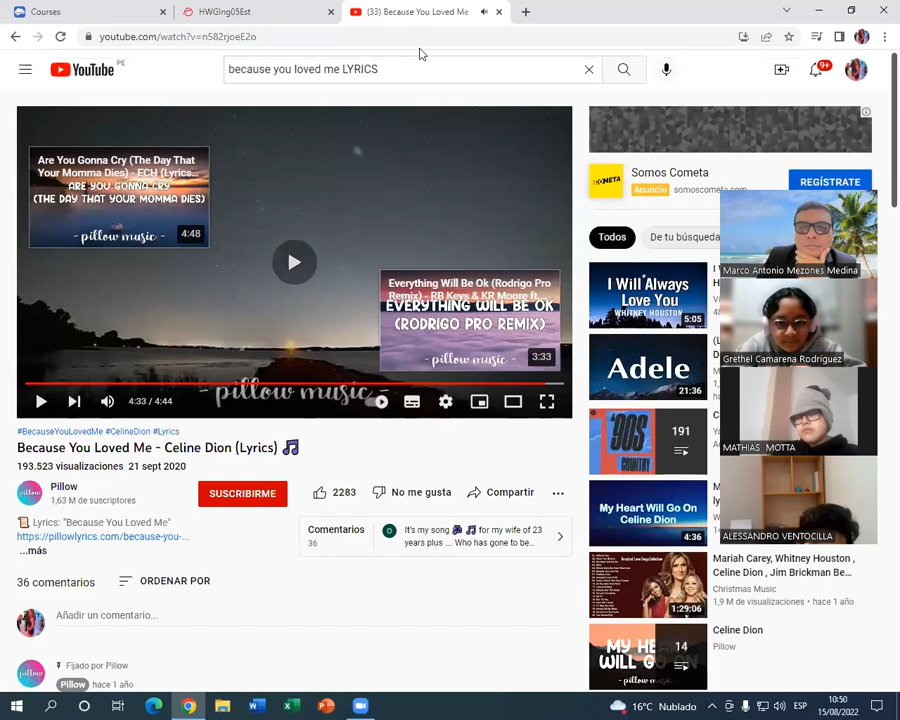 Courses
HWGIng05Est
(33) Because You Loved Me
youtube.com/watch?v=n582rjoeE2o
YouTube PE
because you loved me LYRICS
9+
Are You Gonna Cry (The Day That
Your Momma Dies) - ECH (Lyrics...
ARE YOU GONNA CRY
(THE DAY THAT YOUR MOMMA DIES)
- pillow music -
4:48
Everything Will Be Ok (Rodrigo Pro
Remix) - RB Keys & KR Moore ft...
EVERYTHING WILL BE OK
(RODRIGO PRO REMIX)
- pillow music -
3:33
- pillow music -
4:33 / 4:44
#BecauseYouLovedMe #CelineDion #Lyrics
Because You Loved Me - Celine Dion (Lyrics)
193.523 visualizaciones 21 sept 2020
pillow
Pillow
1,63 M de suscriptores
SUSCRIBIRME
2283
No me gusta
Compartir
Lyrics: "Because You Loved Me"
https://pillowlyrics.com/because-you-...
...más
Comentarios
36
It's my song for my wife of 23
years plus .... Who has gone to be...
36 comentarios
ORDENAR POR
Añadir un comentario...
Fijado por Pillow
Pillow hace 1 año
COMETA
Somos Cometa
Anuncio somoscometa.com
REGÍSTRATE
Todos
De tu búsqueda
Marco Antonio Mezones Medina
Grethel Camarena Rodríguez
MATHIAS MOTTA
ALESSANDRO VENTOCILLA
I Will Always
Love You
WHITNEY HOUSTON
5:05
Adele
21:36
'90S
COUNTRY
191
My Heart Will Go On
Celine Dion
4:36
1:29:06
Mariah Carey, Whitney Houston ,
Celine Dion , Jim Brickman Be...
Christmas Music
1,9 M de visualizaciones • hace 1 año
MY HEART
WILL GO ON
14
Celine Dion
Pillow
16°C Nublado
ESP
10:50
15/08/2022